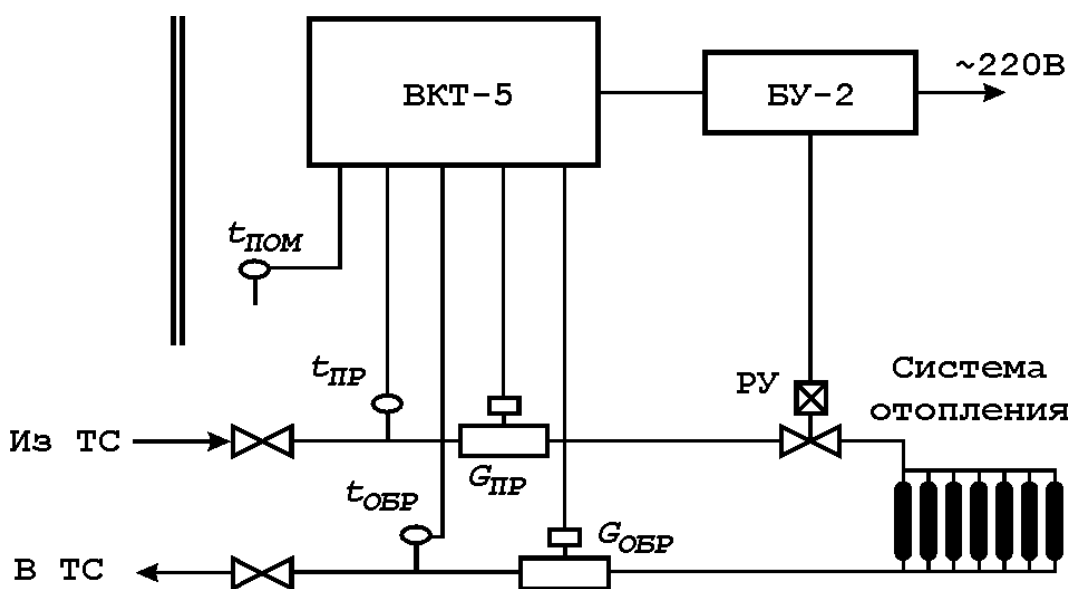 ВКТ-5
БУ-2
~220В
tПОМ
tПР
РУ
Система
отопления
Из ТС
GПР
tОБР
GОБР
В ТС